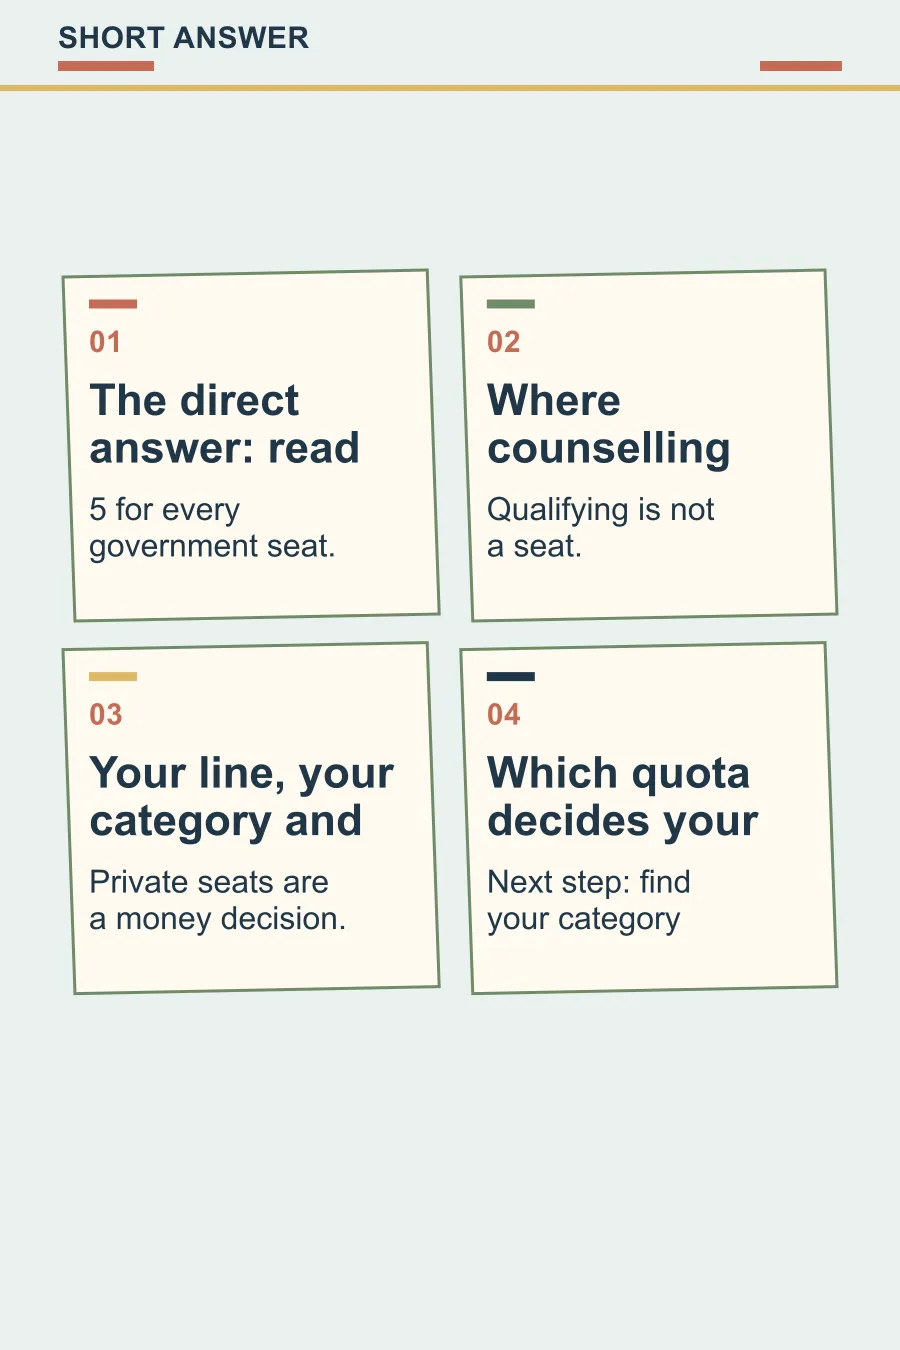 SHORT ANSWER
01
The direct
answer: read
5 for every
government seat.
02
Where
counselling
Qualifying is not
a seat.
03
Your line, your
category and
Private seats are
a money decision.
04
Which quota
decides your
Next step: find
your category